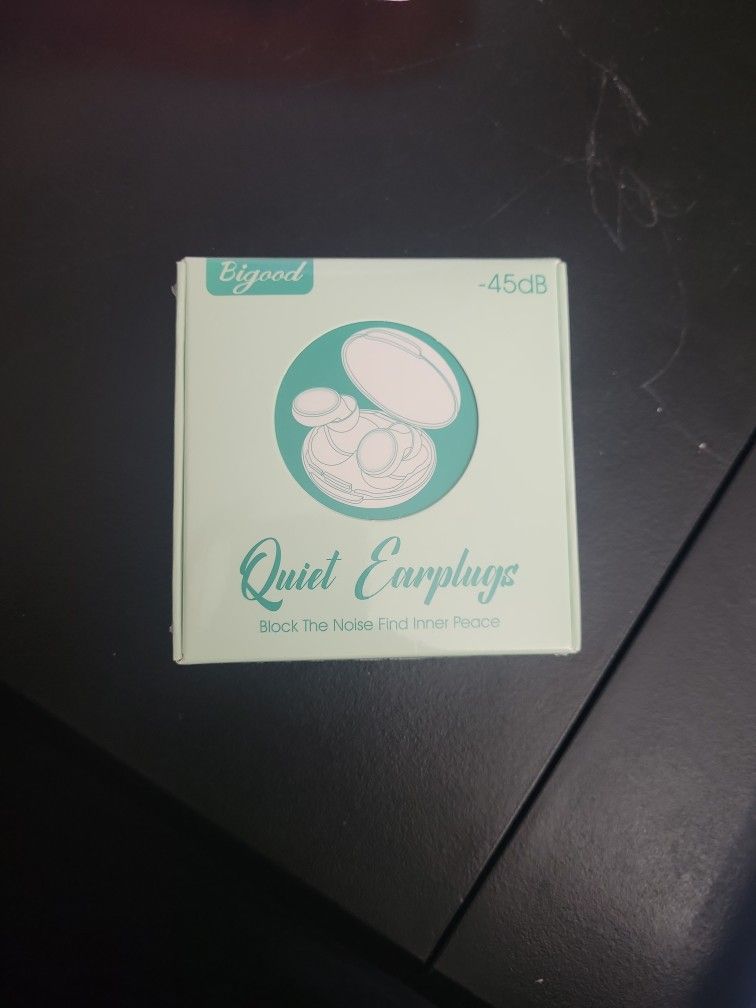 Bigood
-45dB
Quiet Earplugs
Block The Noise Find Inner Peace